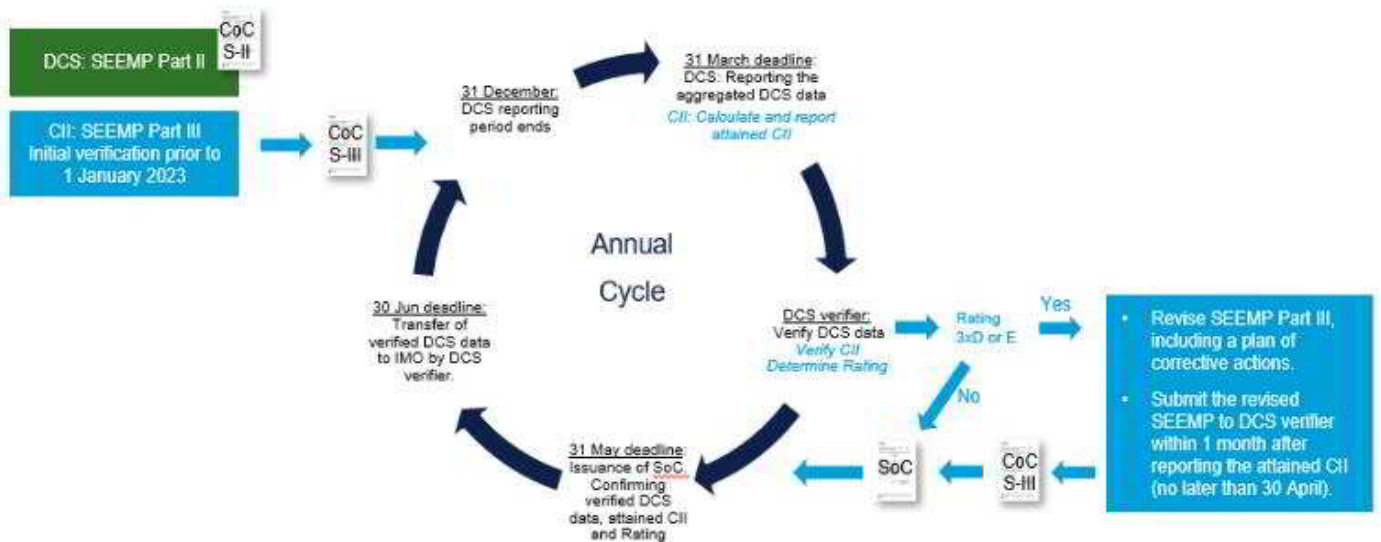 DCS: SEEMP Part II
CoC
S-II
CII: SEEMP Part III
Initial verification prior to
1 January 2023
CoC
S-III
31 December:
DCS reporting
period ends
31 March deadline:
DCS: Reporting the
aggregated DCS data
CII: Calculate and report
attained CII
Annual
Cycle
DCS verifier:
Verify DCS data
Verify CII
Determine Rating
Rating
3xD or E
Yes
No
• Revise SEEMP Part III,
including a plan of
corrective actions.
• Submit the revised
SEEMP to DCS verifier
within 1 month after
reporting the attained CII
(no later than 30 April).
CoC
S-III
SoC
31 May deadline:
Issuance of SoC.
Confirming
verified DCS
data, attained CII
and Rating
30 Jun deadline:
Transfer of
verified DCS data
to IMO by DCS
verifier.